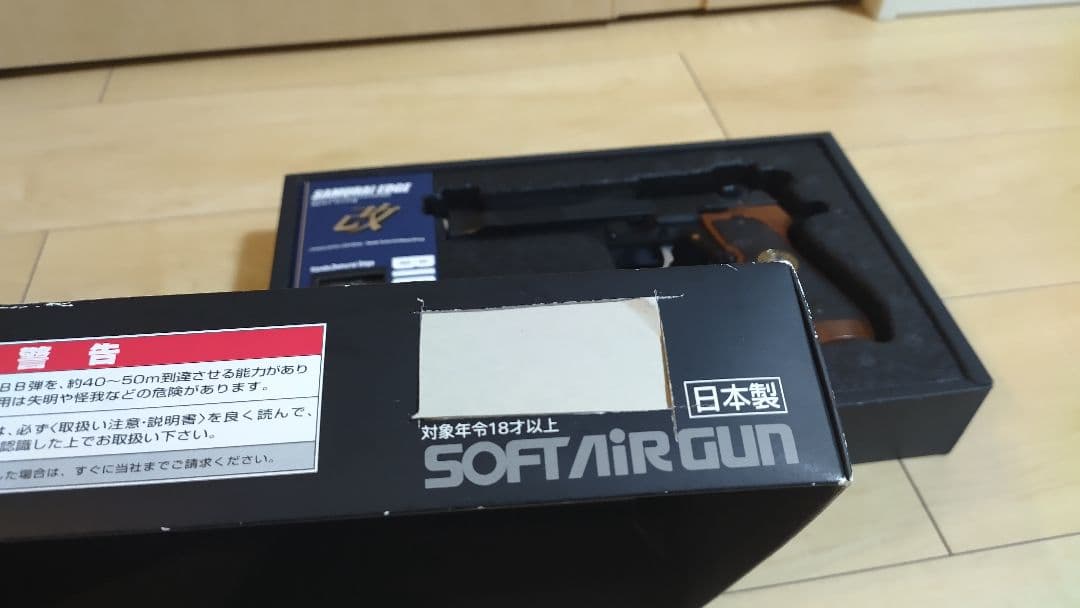 SAMURAI EDGE
改
警告
BB弾を、約40～50m到達させる能力があり
用は失明や怪我などの危険があります。
は、必ず〈取扱い注意・説明書〉を良く読んで、
認識した上でお取扱い下さい。
た場合は、すぐに当社までご請求ください。
日本製
対象年令18才以上
SOFT AiR GUN